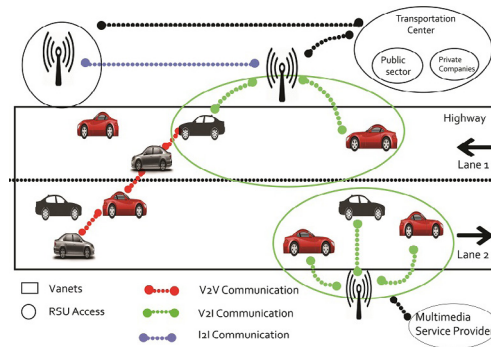 Transportation
Center
Public
sector
Private
Companies
Highway
Lane 1
Lane 2
Vanets
RSU Access
V2V Communication
V2I Communication
I2I Communication
Multimedia
Service Provider